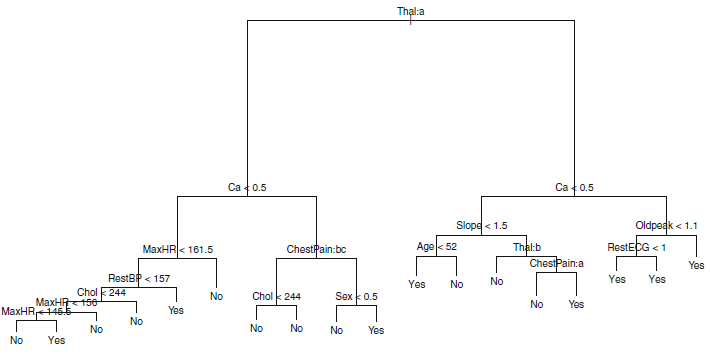 Thal:a
Ca < 0.5
Ca < 0.5
Slope < 1.5
Oldpeak < 1.1
MaxHR < 161.5
ChestPain:bc
Age < 52
Thal:b
RestECG < 1
ChestPain:a
Yes
RestBP < 157
Yes
No
No
Yes
Yes
Chol < 244
No
Chol < 244
Sex < 0.5
No
Yes
MaxHR < 156
Yes
MaxHR < 145.5
No
No
No
No
No
Yes
No
Yes